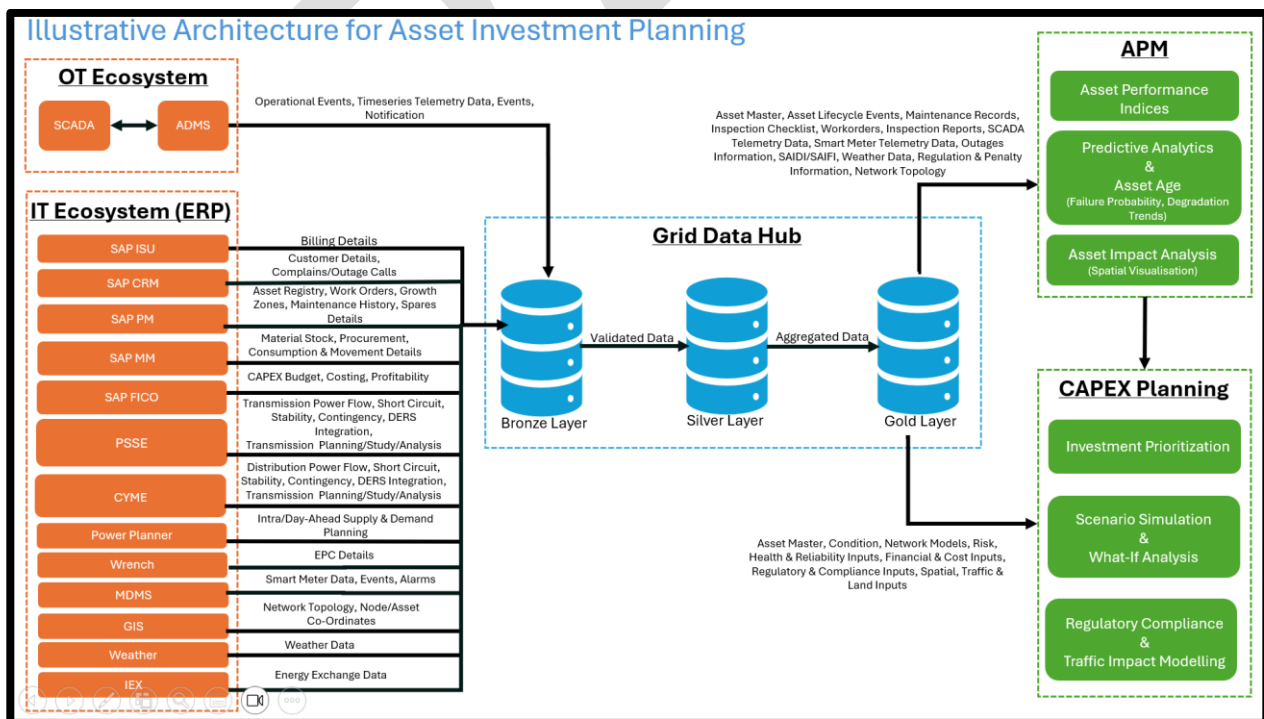 Illustrative Architecture for Asset Investment Planning
OT Ecosystem
SCADA
ADMS
Operational Events, Timeseries Telemetry Data, Events,
Notification
IT Ecosystem (ERP)
SAP ISU
Billing Details
SAP CRM
Customer Details,
Complains/Outage Calls
SAP PM
Asset Registry, Work Orders, Growth
Zones, Maintenance History, Spares
Details
SAP MM
Material Stock, Procurement,
Consumption & Movement Details
SAP FICO
CAPEX Budget, Costing, Profitability
PSSE
Transmission Power Flow, Short Circuit,
Stability, Contingency, DERS
Integration,
Transmission Planning/Study/Analysis
CYME
Distribution Power Flow, Short Circuit,
Stability, Contingency, DERS Integration,
Transmission Planning/Study/Analysis
Power Planner
Intra/Day-Ahead Supply & Demand
Planning
Wrench
EPC Details
MDMS
Smart Meter Data, Events, Alarms
GIS
Network Topology, Node/Asset
Co-Ordinates
Weather
Weather Data
IEX
Energy Exchange Data
Grid Data Hub
Bronze Layer
Validated Data
Silver Layer
Aggregated Data
Gold Layer
Asset Master, Asset Lifecycle Events, Maintenance Records,
Inspection Checklist, Workorders, Inspection Reports, SCADA
Telemetry Data, Smart Meter Telemetry Data, Outages
Information, SAIDI/SAIFI, Weather Data, Regulation & Penalty
Information, Network Topology
Asset Master, Condition, Network Models, Risk,
Health & Reliability Inputs, Financial & Cost Inputs,
Regulatory & Compliance Inputs, Spatial, Traffic &
Land Inputs
APM
Asset Performance
Indices
Predictive Analytics
&
Asset Age
(Failure Probability, Degradation
Trends)
Asset Impact Analysis
(Spatial Visualisation)
CAPEX Planning
Investment Prioritization
Scenario Simulation
&
What-If Analysis
Regulatory Compliance
&
Traffic Impact Modelling